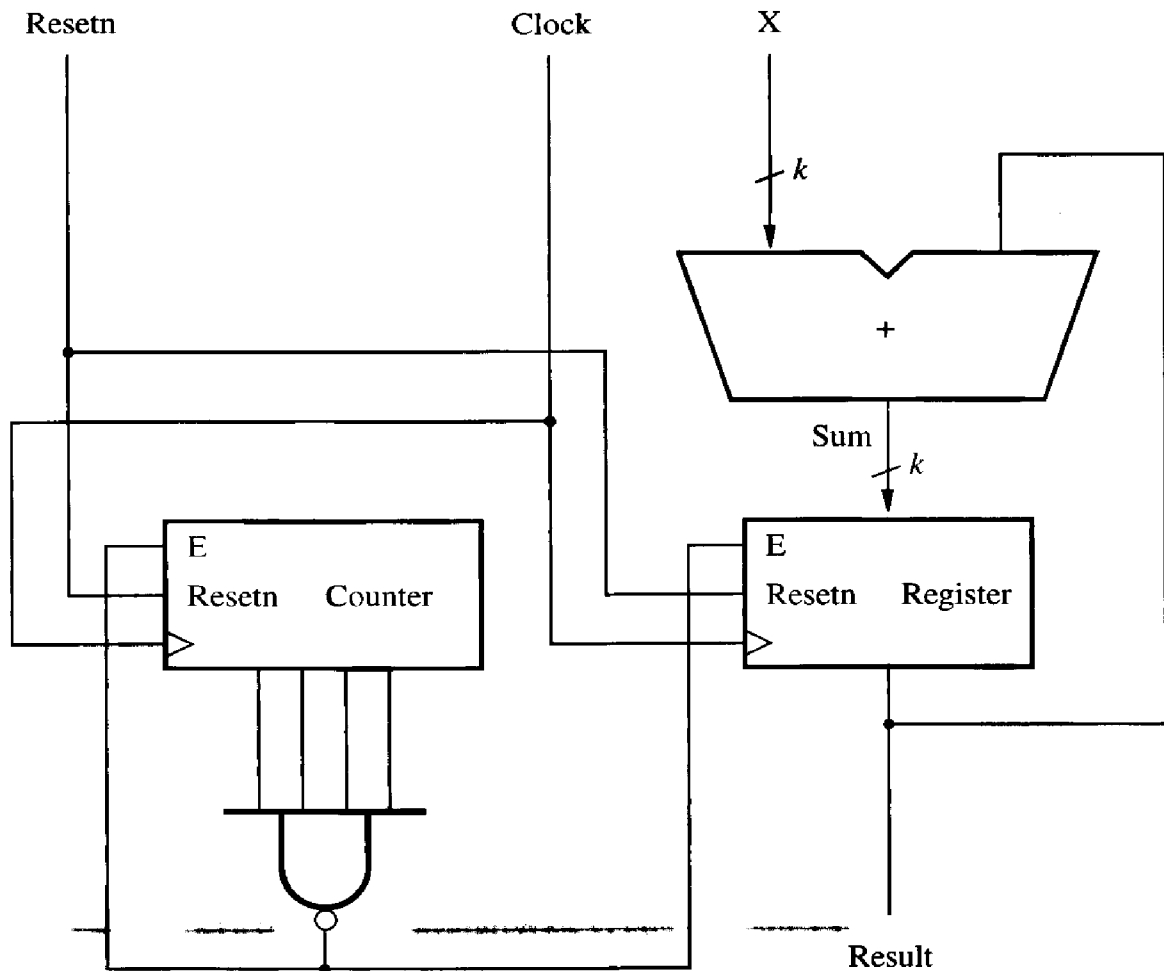 Resetn Clock X
k
+
Sum
k
E E
Resetn Counter Resetn Register
Result